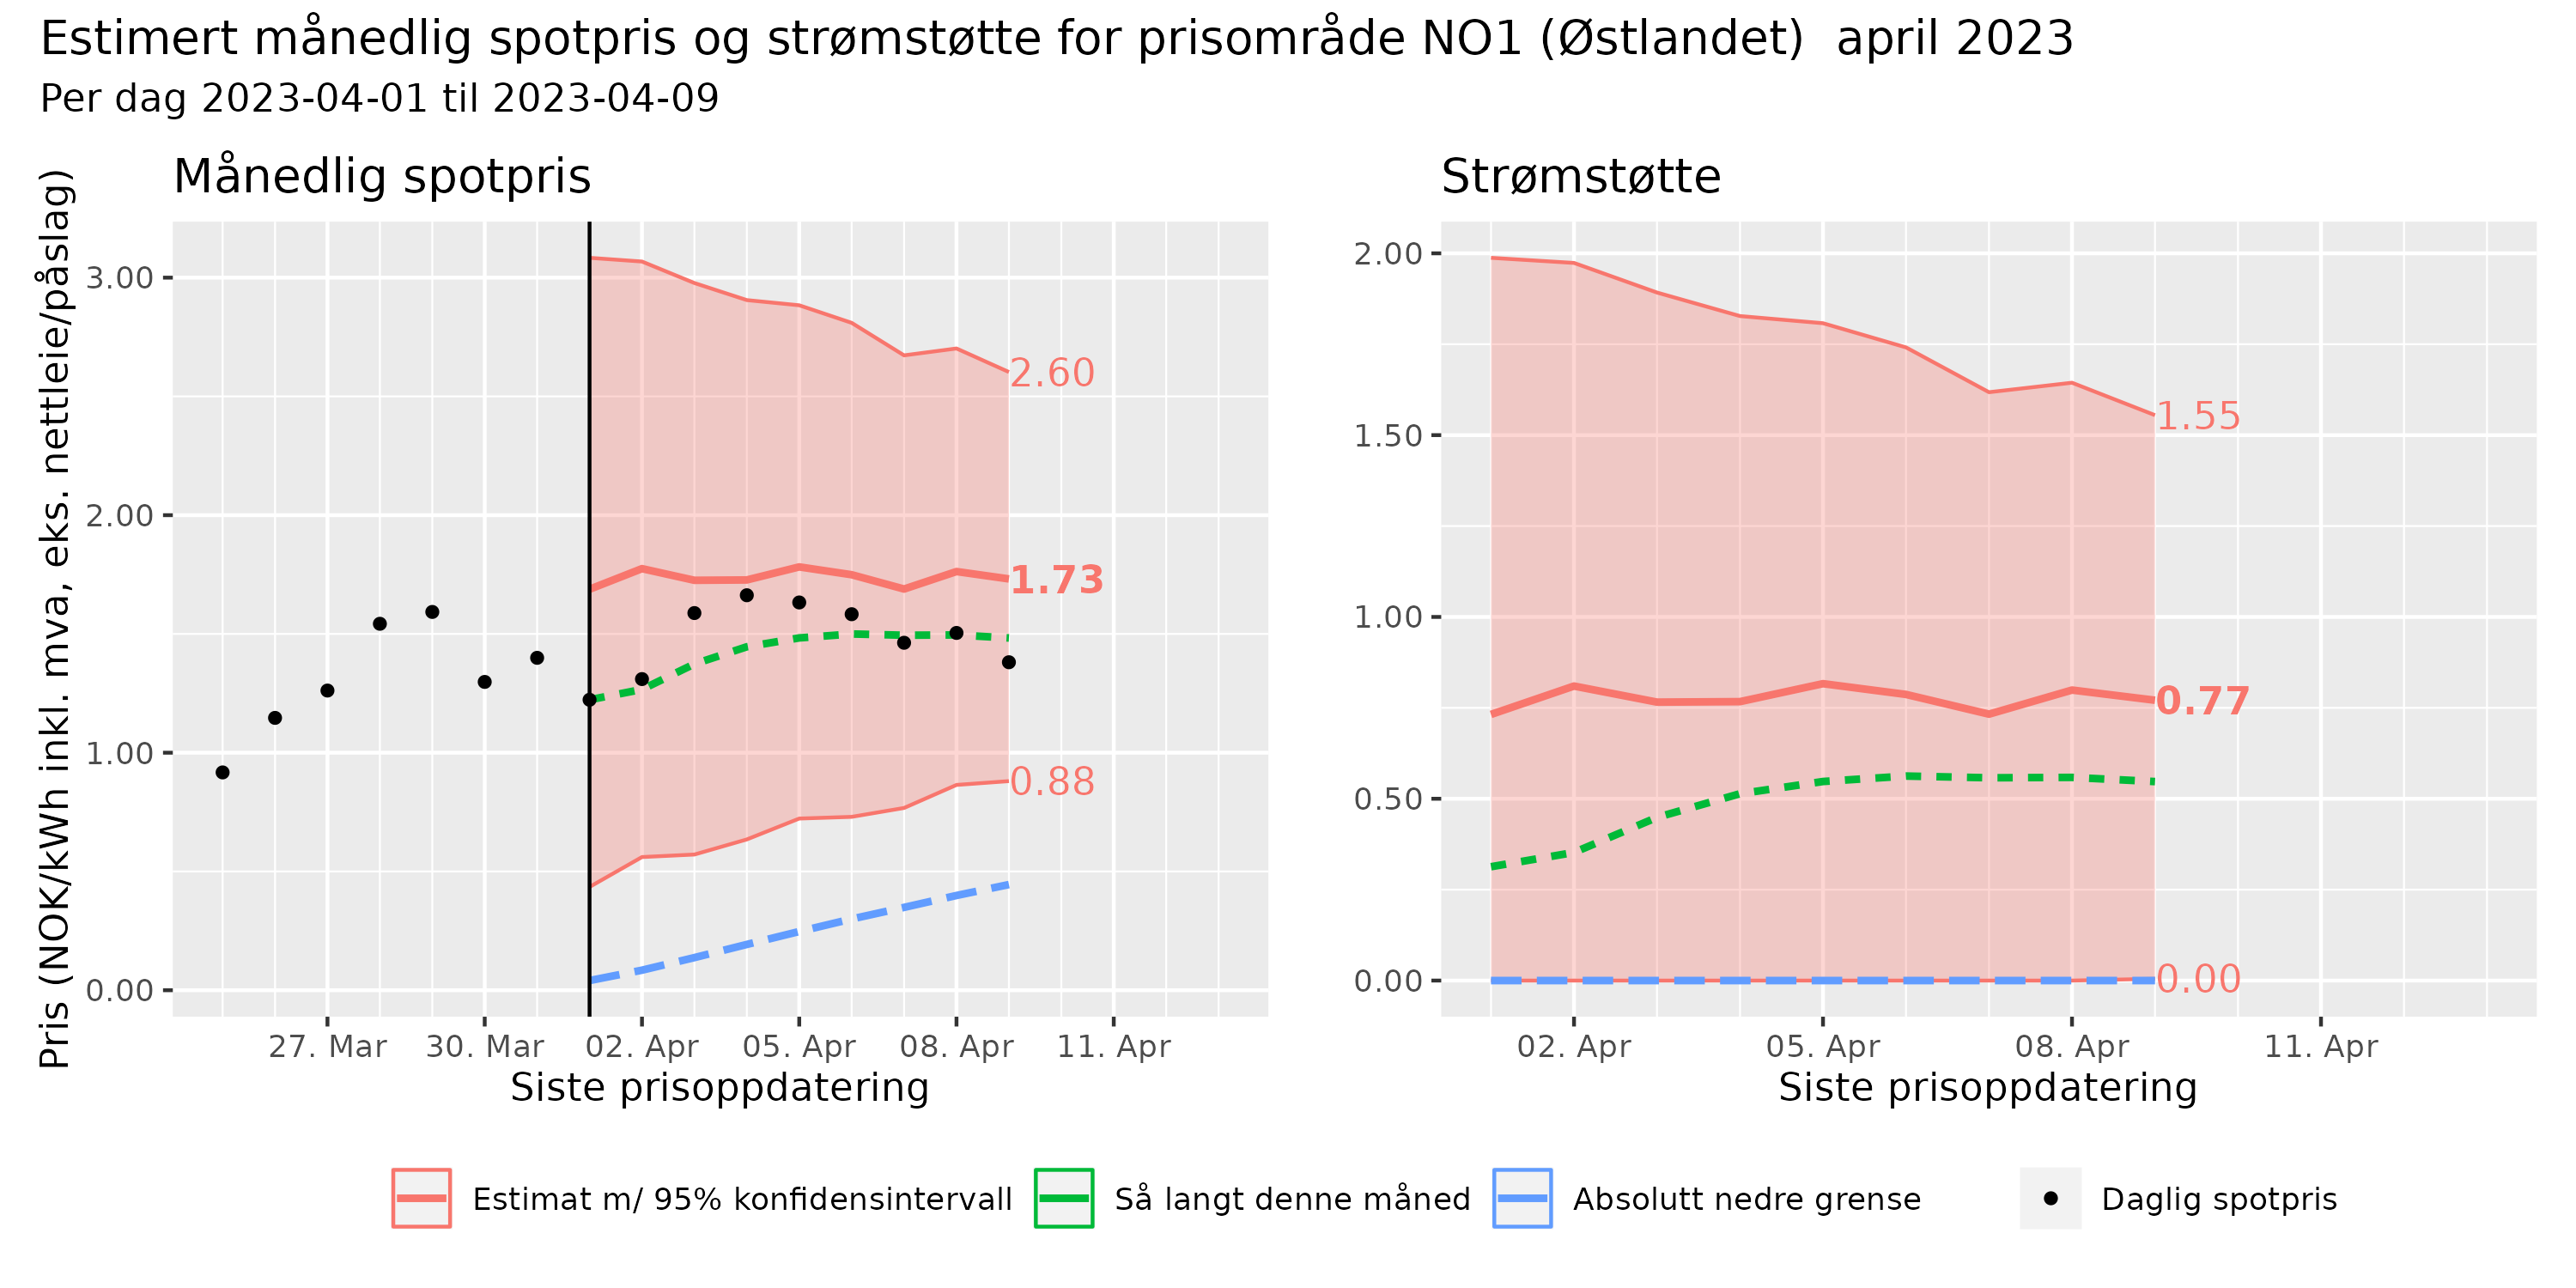 Estimert månedlig spotpris og strømstøtte for prisområde NO1 (Østlandet)  april 2023
Per dag 2023-04-01 til 2023-04-09
Månedlig spotpris
Pris (NOK/kWh inkl. mva, eks. nettleie/påslag)
3.00
2.00
1.00
0.00
2.60
1.73
0.88
27. Mar
30. Mar
02. Apr
05. Apr
08. Apr
11. Apr
Siste prisoppdatering
Strømstøtte
2.00
1.50
1.00
0.50
0.00
1.55
0.77
0.00
02. Apr
05. Apr
08. Apr
11. Apr
Siste prisoppdatering
Estimat m/ 95% konfidensintervall
Så langt denne måned
Absolutt nedre grense
Daglig spotpris